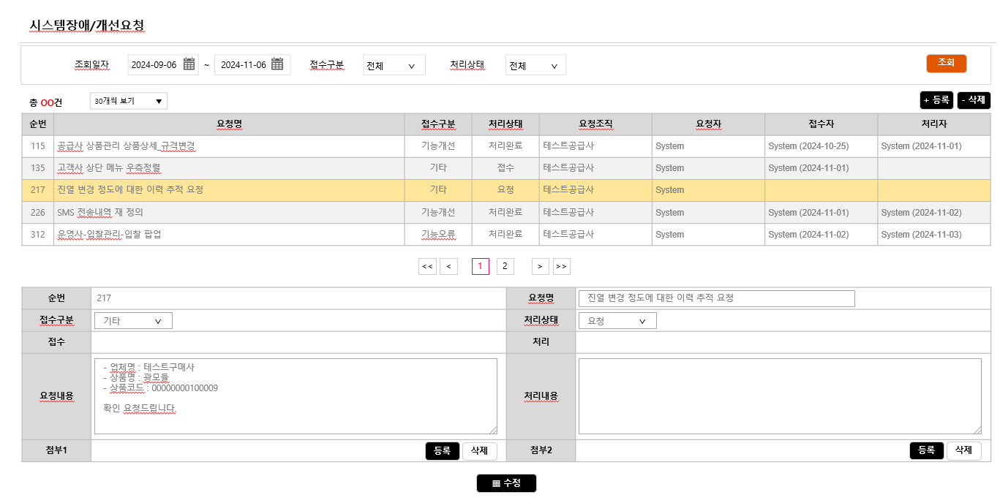 시스템장애/개선요청
조회일자 2024-09-06 ~ 2024-11-06 접수구분 전체 처리상태 전체 조회
총 OO건 30개씩 보기 + 등록 - 삭제
순번 요청명 접수구분 처리상태 요청조직 요청자 접수자 처리자
115 공급사 상품관리 상품상세_규격변경 기능개선 처리완료 테스트공급사 System System (2024-10-25) System (2024-11-01)
135 고객사 상단 메뉴 우측정렬 기타 접수 테스트공급사 System System (2024-11-01)
217 진열 변경 정도에 대한 이력 추적 요청 기타 요청 테스트공급사 System
226 SMS 전송내역 재 정의 기능개선 처리완료 테스트공급사 System System (2024-11-01) System (2024-11-02)
312 운영사-입찰관리-입찰 팝업 기능오류 처리완료 테스트공급사 System System (2024-11-02) System (2024-11-03)
<< < 1 2 > >>
순번 217 요청명 진열 변경 정도에 대한 이력 추적 요청
접수구분 기타 처리상태 요청
접수 처리
요청내용
- 업체명 : 테스트구매사
- 상품명 : 광모듈
- 상품코드 : 00000000100009
확인 요청드립니다.
처리내용
첨부1 등록 삭제 첨부2 등록 삭제
▦ 수정